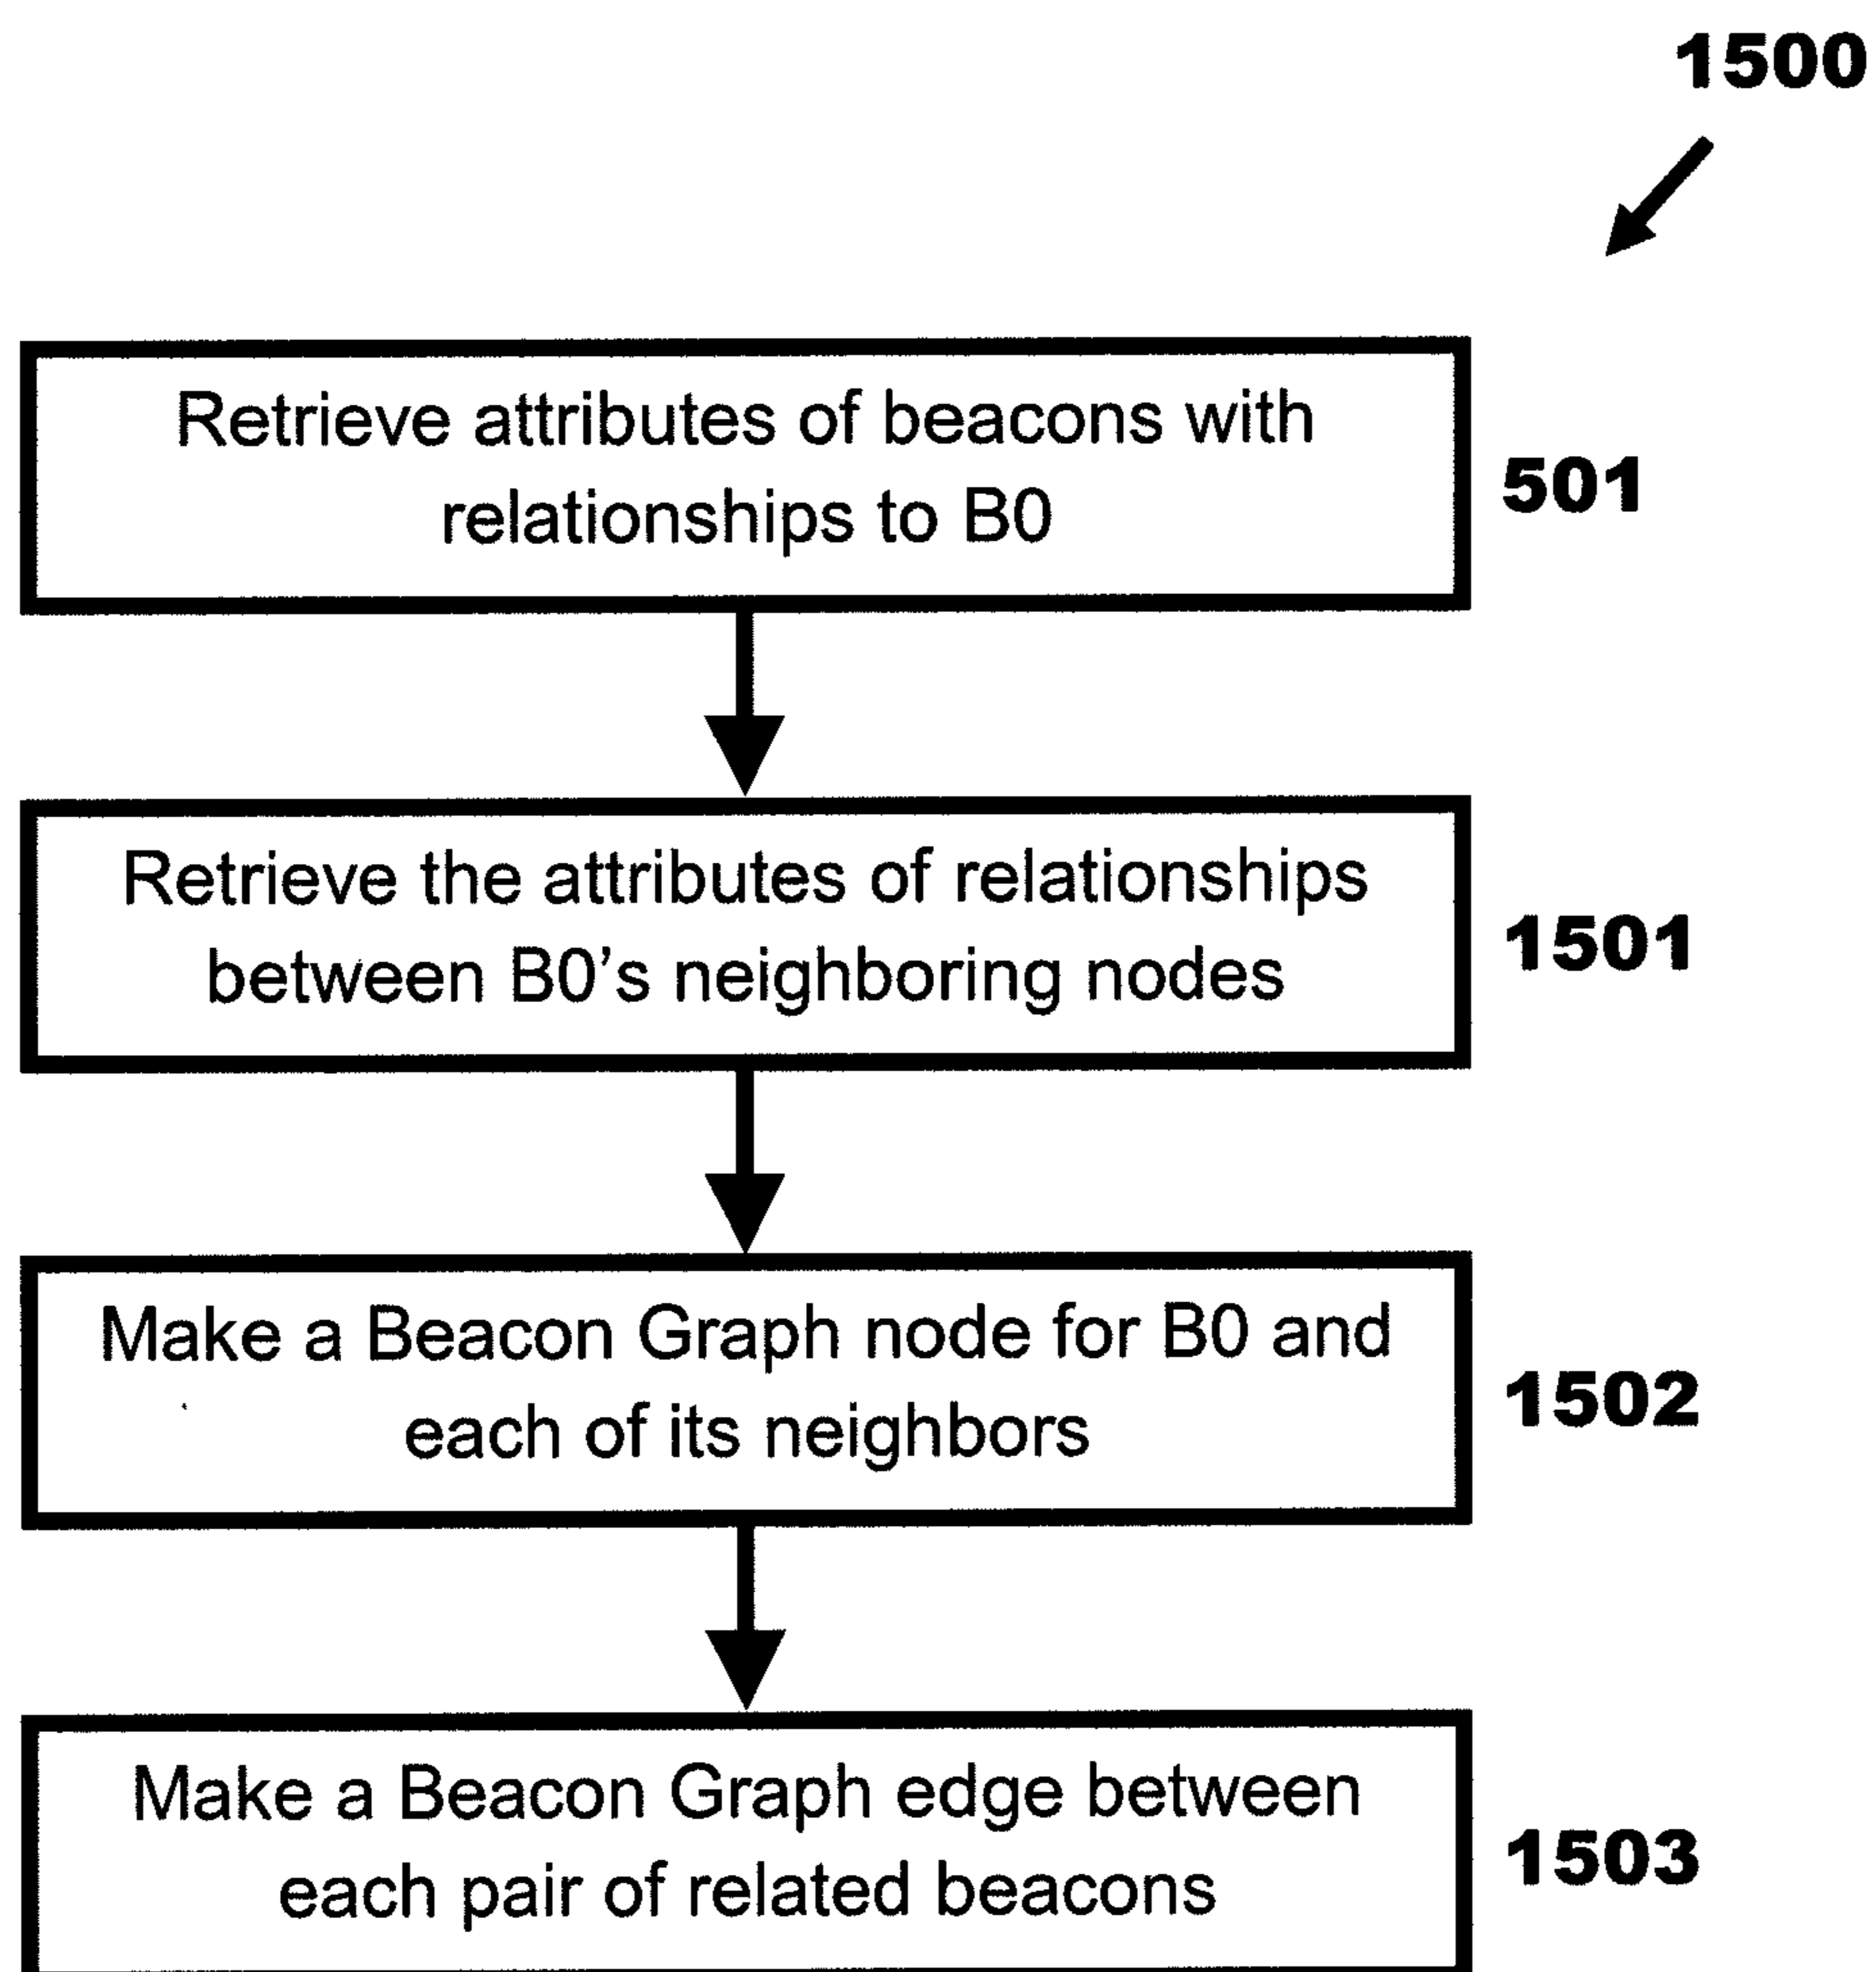 1500
Retrieve attributes of beacons with
relationships to B0
501
Retrieve the attributes of relationships
between B0's neighboring nodes
1501
Make a Beacon Graph node for B0 and
each of its neighbors
1502
Make a Beacon Graph edge between
each pair of related beacons
1503